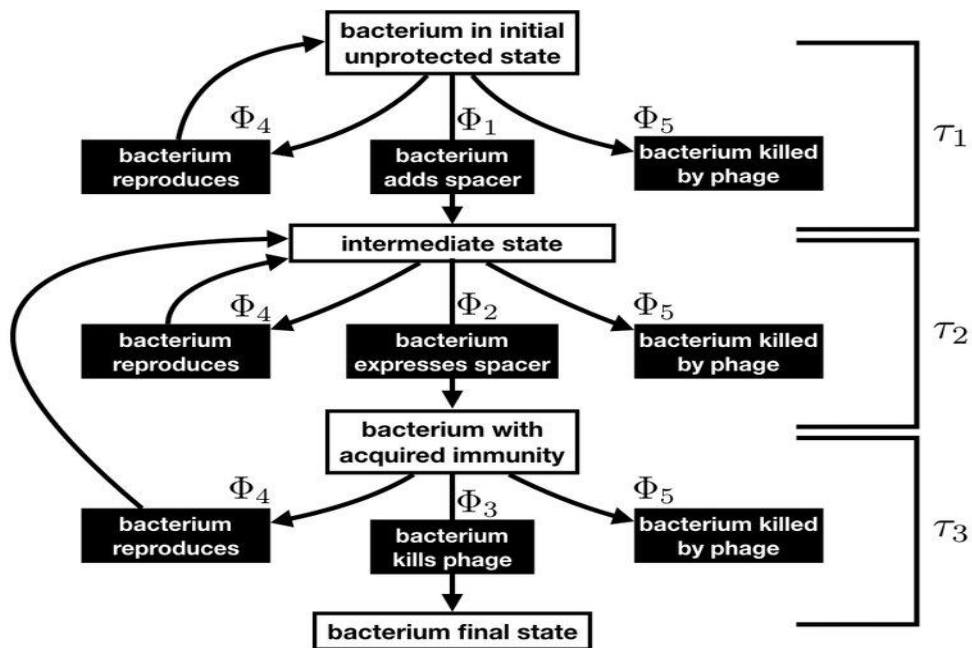 bacterium in initial
unprotected state
Φ4
Φ1
Φ5
τ1
bacterium
reproduces
bacterium
adds spacer
bacterium killed
by phage
intermediate state
Φ4
Φ2
Φ5
τ2
bacterium
reproduces
bacterium
expresses spacer
bacterium killed
by phage
bacterium with
acquired immunity
Φ4
Φ3
Φ5
τ3
bacterium
reproduces
bacterium
kills phage
bacterium killed
by phage
bacterium final state